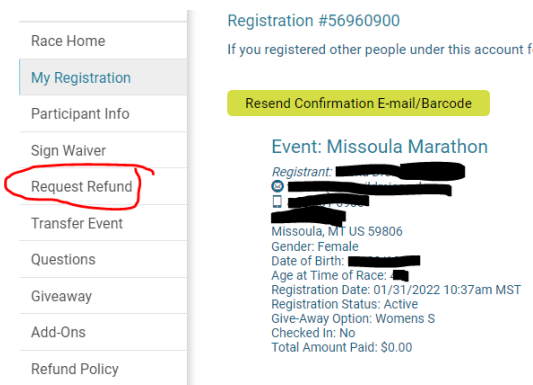 Race Home
My Registration
Participant Info
Sign Waiver
Request Refund
Transfer Event
Questions
Giveaway
Add-Ons
Refund Policy
Registration #56960900
If you registered other people under this account
Resend Confirmation E-mail/Barcode
Event: Missoula Marathon
Registrant:
Missoula, MT US 59806
Gender: Female
Date of Birth:
Age at Time of Race:
Registration Date: 01/31/2022 10:37am MST
Registration Status: Active
Give-Away Option: Womens S
Checked In: No
Total Amount Paid: $0.00